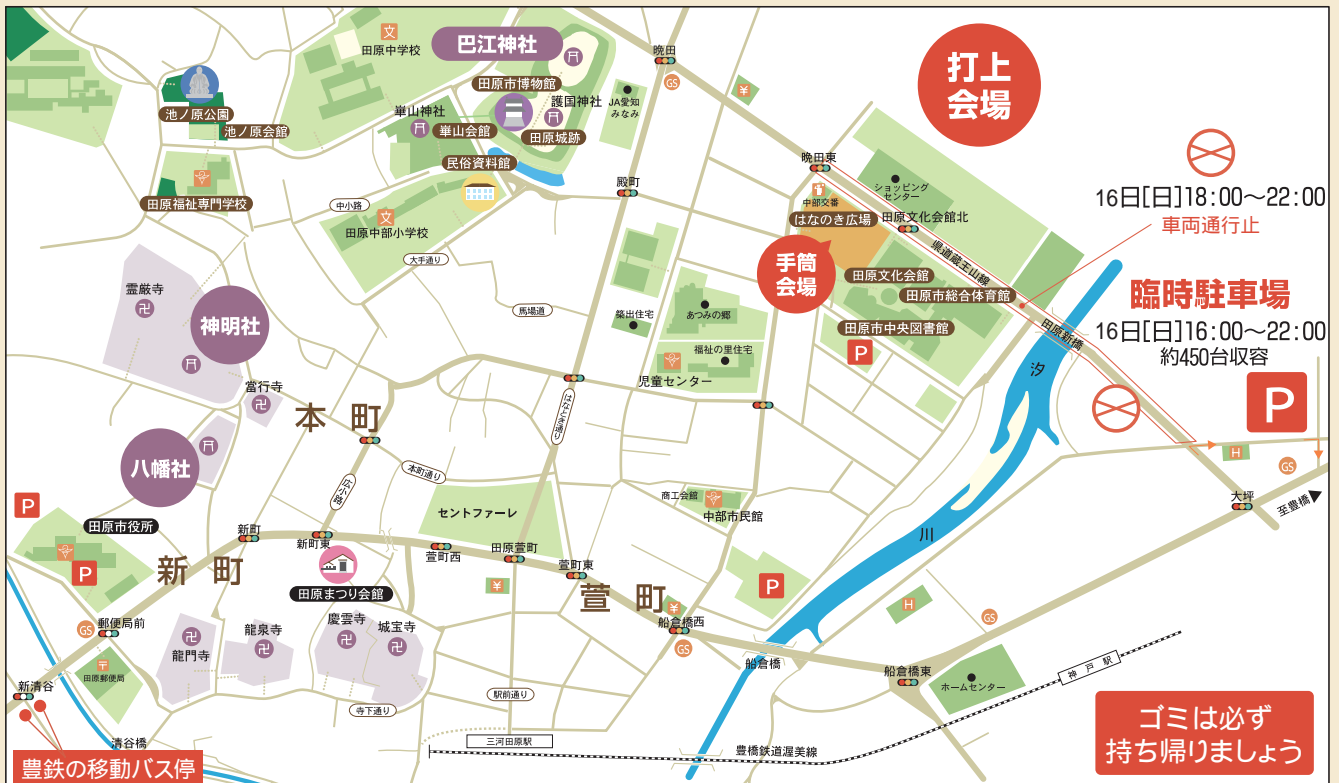 田原中学校
巴江神社
晩田
打上
会場
GS
¥
田原市博物館
護国神社
JA愛知
みなみ
池ノ原公園
池ノ原会館
崋山神社
崋山会館
田原城跡
民俗資料館
晩田東
ショッピング
センター
16日[日]18:00〜22:00
車両通行止
田原福祉専門学校
中小路
殿町
中部交番
はなのき広場
田原文化会館北
文
田原中部小学校
県道蔵王山線
大手通り
手筒
会場
田原文化会館
田原市総合体育館
臨時駐車場
霊厳寺
神明社
馬場道
築出住宅
あつみの郷
田原市中央図書館
田原新橋
16日[日]16:00〜22:00
約450台収容
福祉の里住宅
児童センター
P
汐
P
當行寺
本町
はなとき通り
八幡社
本町通り
広小路
H
GS
P
商工会館
中部市民館
大坪
至豊橋
田原市役所
セントファーレ
新町
新町東
萱町西
田原萱町
川
新町
P
田原まつり会館
萱町東
¥
萱町
P
H
GS
郵便局前
龍門寺
龍泉寺
慶雲寺
城宝寺
¥
船倉橋西
GS
GS
船倉橋
船倉橋東
神戸駅
田原郵便局
新清谷
駅前通り
寺下通り
ホームセンター
清谷橋
三河田原駅
豊橋鉄道渥美線
豊鉄の移動バス停
ゴミは必ず
持ち帰りましょう